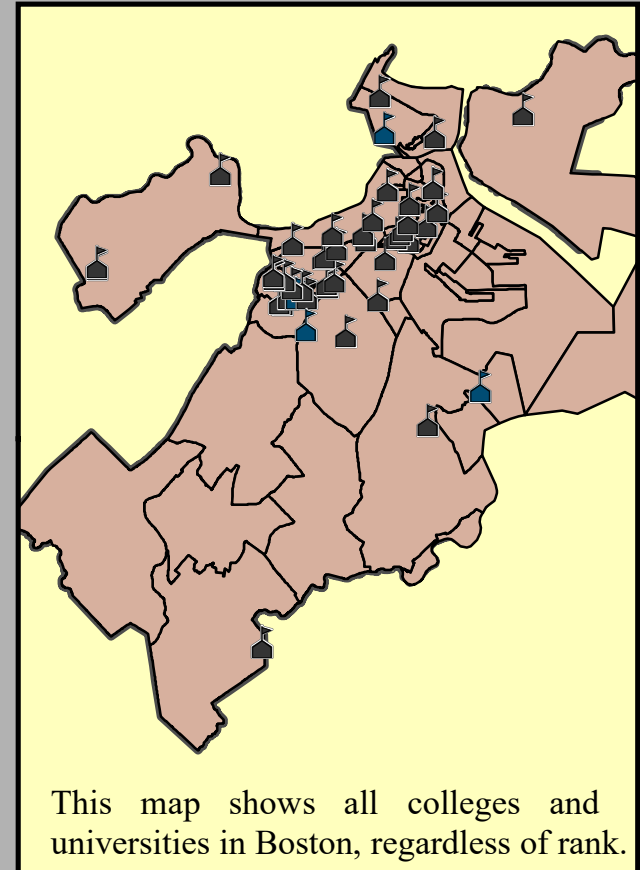 This map shows all colleges and
universities in Boston, regardless of rank.